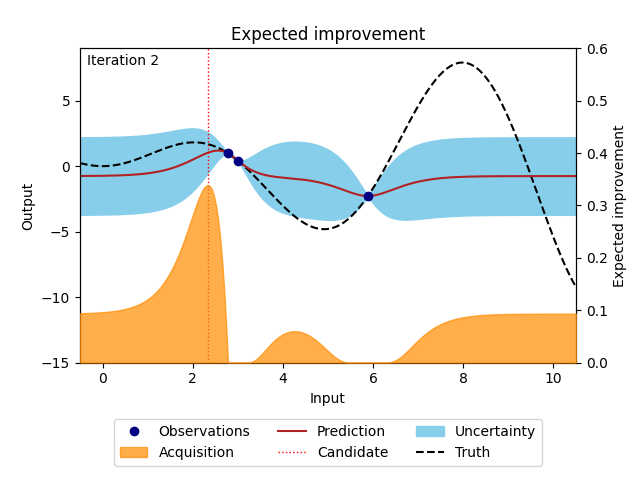 Expected improvement
Iteration 2
5
0
−5
−10
−15
Output
0.6
0.5
0.4
0.3
0.2
0.1
0.0
Expected improvement
0 2 4 6 8 10
Input
Observations Prediction Uncertainty
Acquisition Candidate Truth